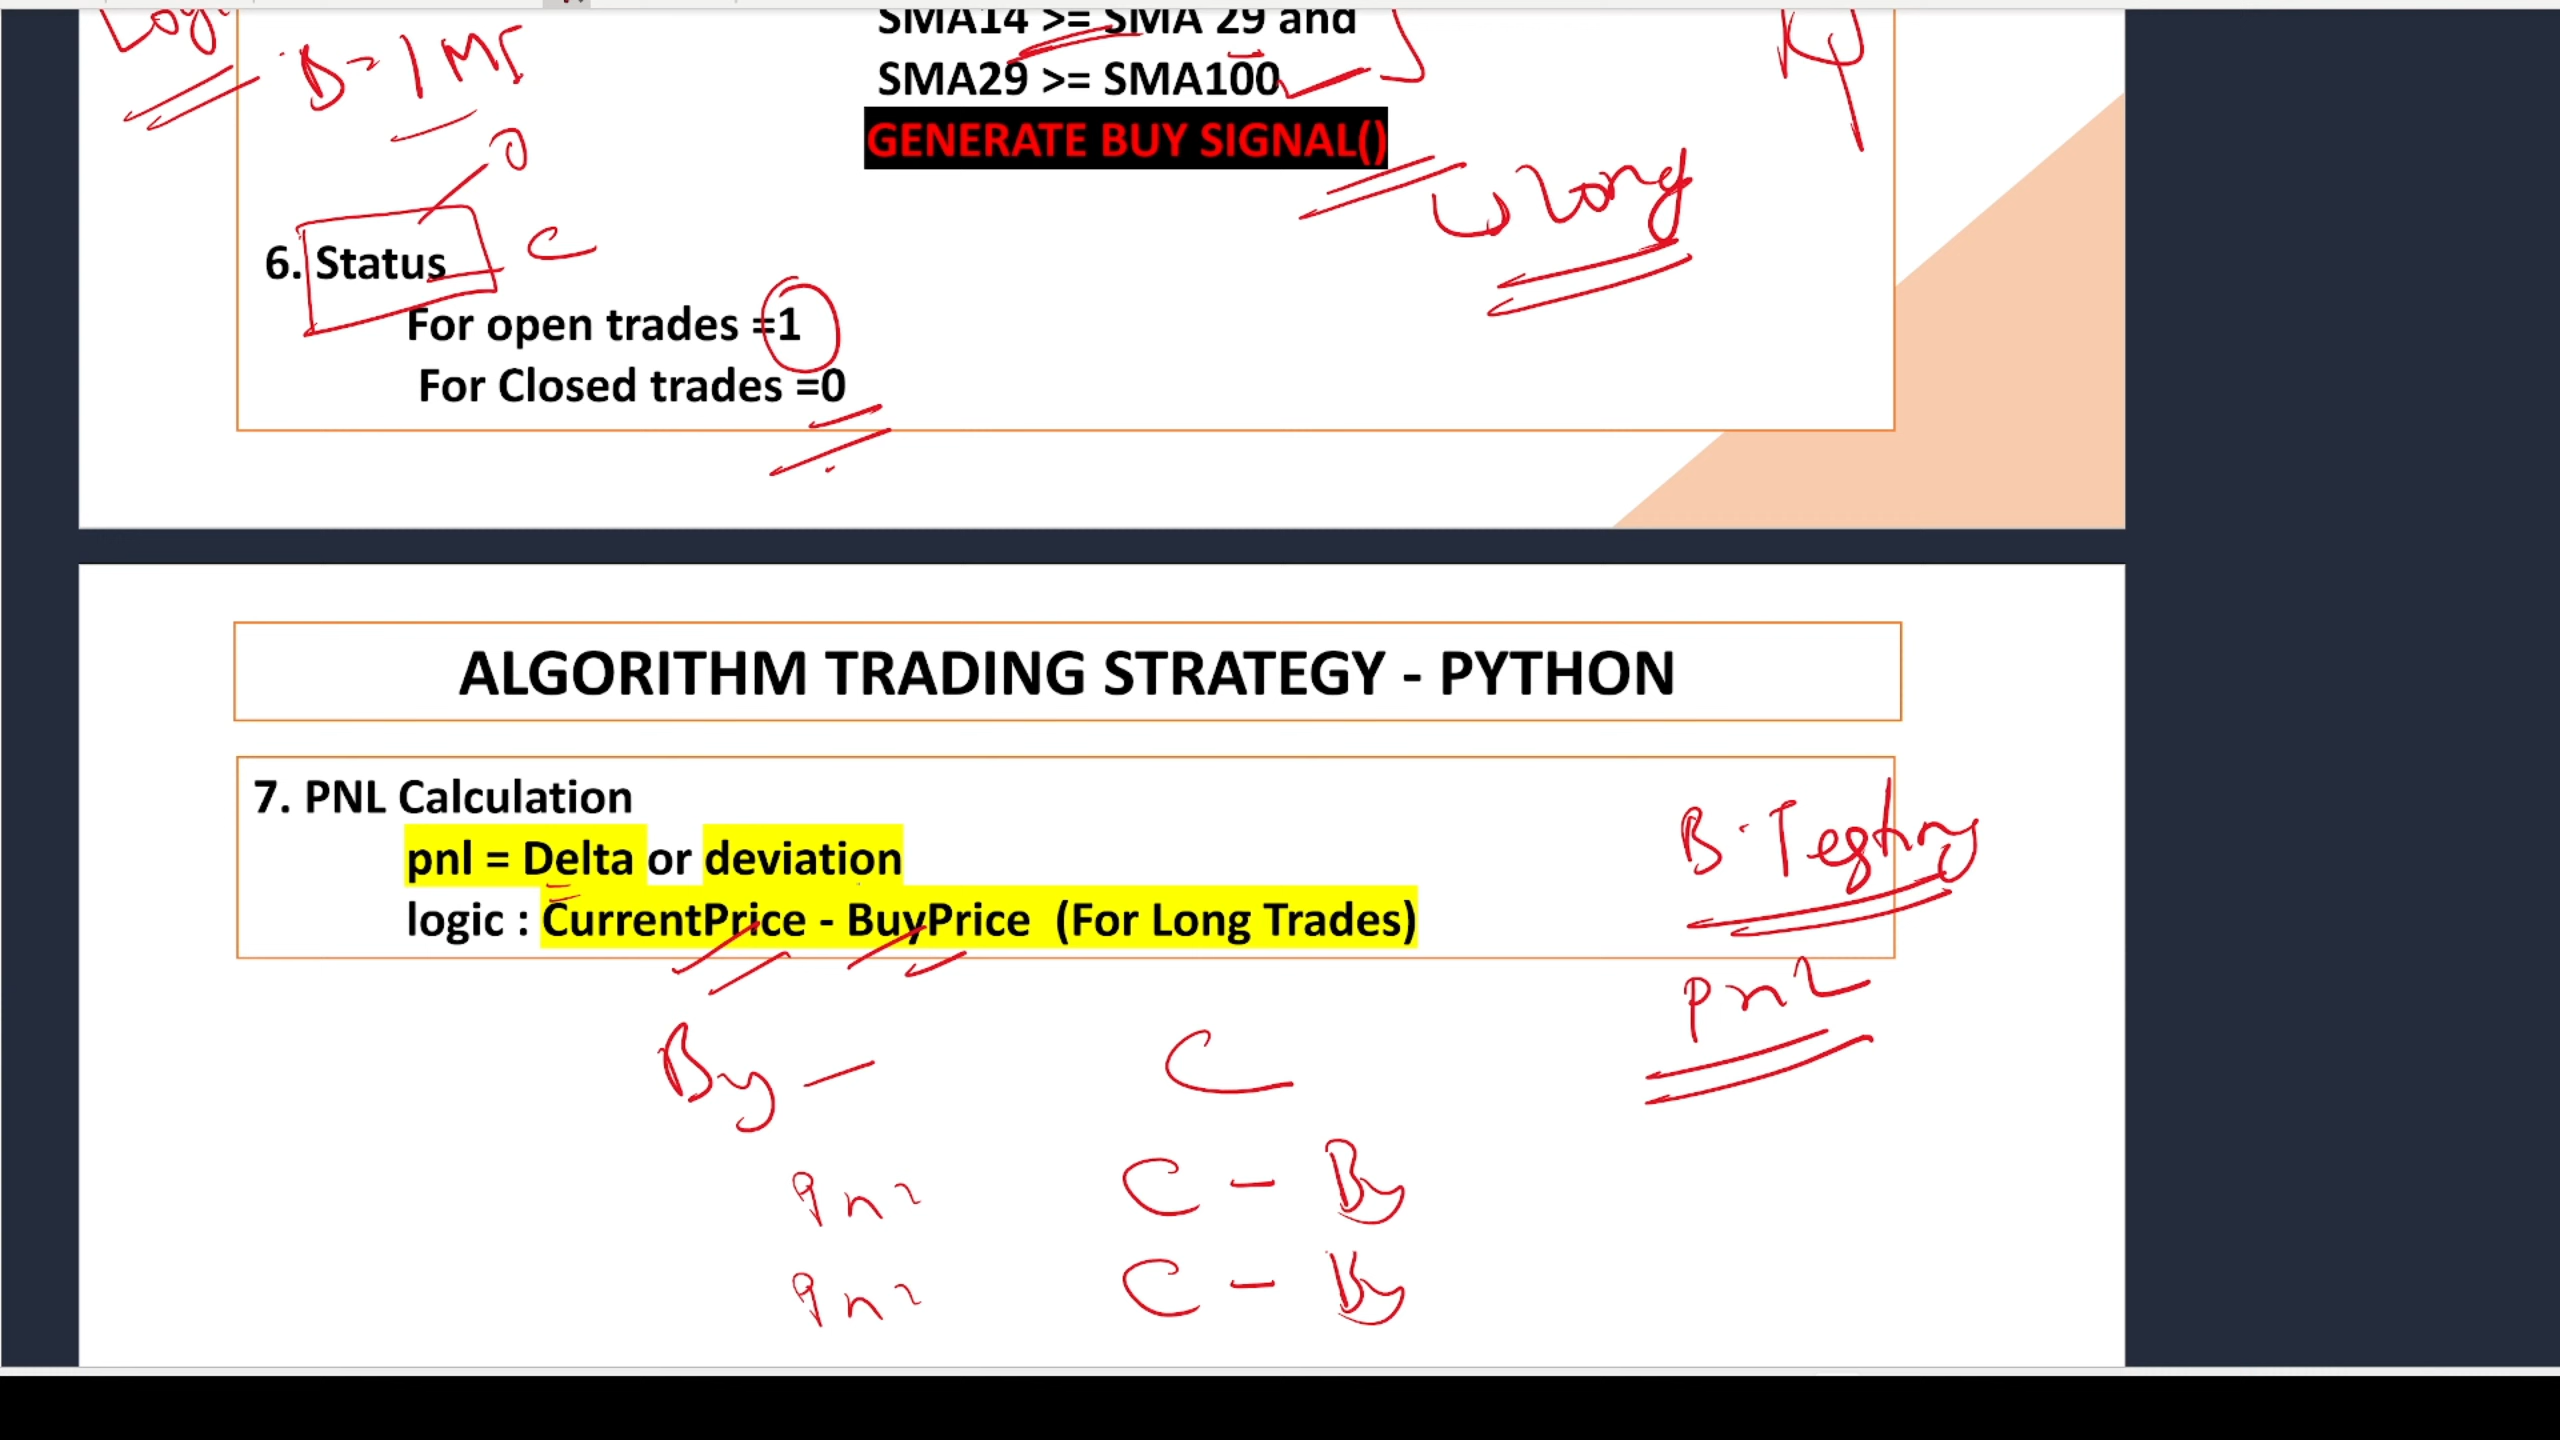 SMA14 >= SMA 29 and
SMA29 >= SMA100
GENERATE BUY SIGNAL()
Long
6. Status
C
For open trades =1
For Closed trades =0
ALGORITHM TRADING STRATEGY - PYTHON
7. PNL Calculation
pnl = Delta or deviation
logic : CurrentPrice - BuyPrice (For Long Trades)
B. Testing
By -
C
C - By
C - By